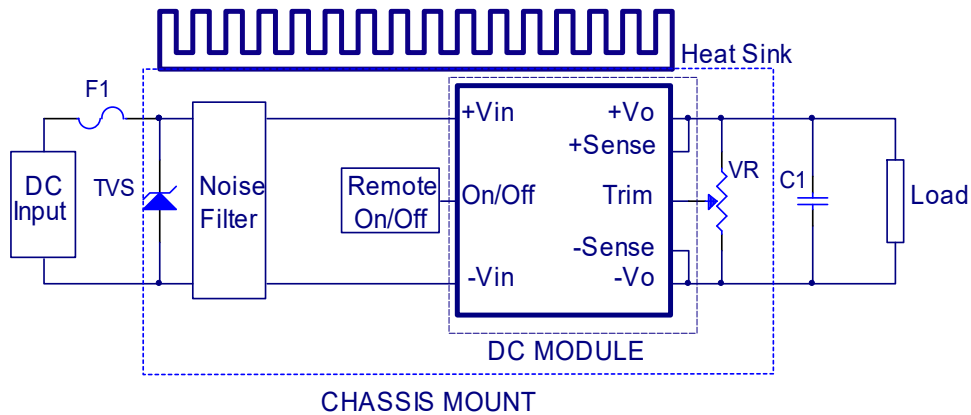 Heat Sink
F1
+Vin
+Vo
+Sense
DC
Input
TVS
Noise
Filter
Remote
On/Off
On/Off
Trim
VR
C1
Load
-Sense
-Vin
-Vo
DC MODULE
CHASSIS MOUNT